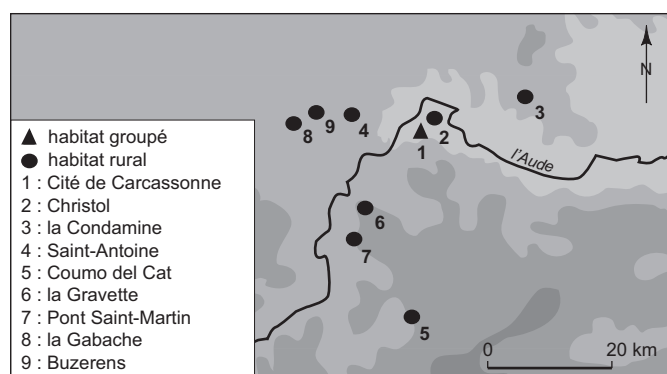 N
3
9
8
4
2
1
l'Aude
6
7
5
0 20 km
habitat groupé
habitat rural
1 : Cité de Carcassonne
2 : Christol
3 : la Condamine
4 : Saint-Antoine
5 : Coumo del Cat
6 : la Gravette
7 : Pont Saint-Martin
8 : la Gabache
9 : Buzerens